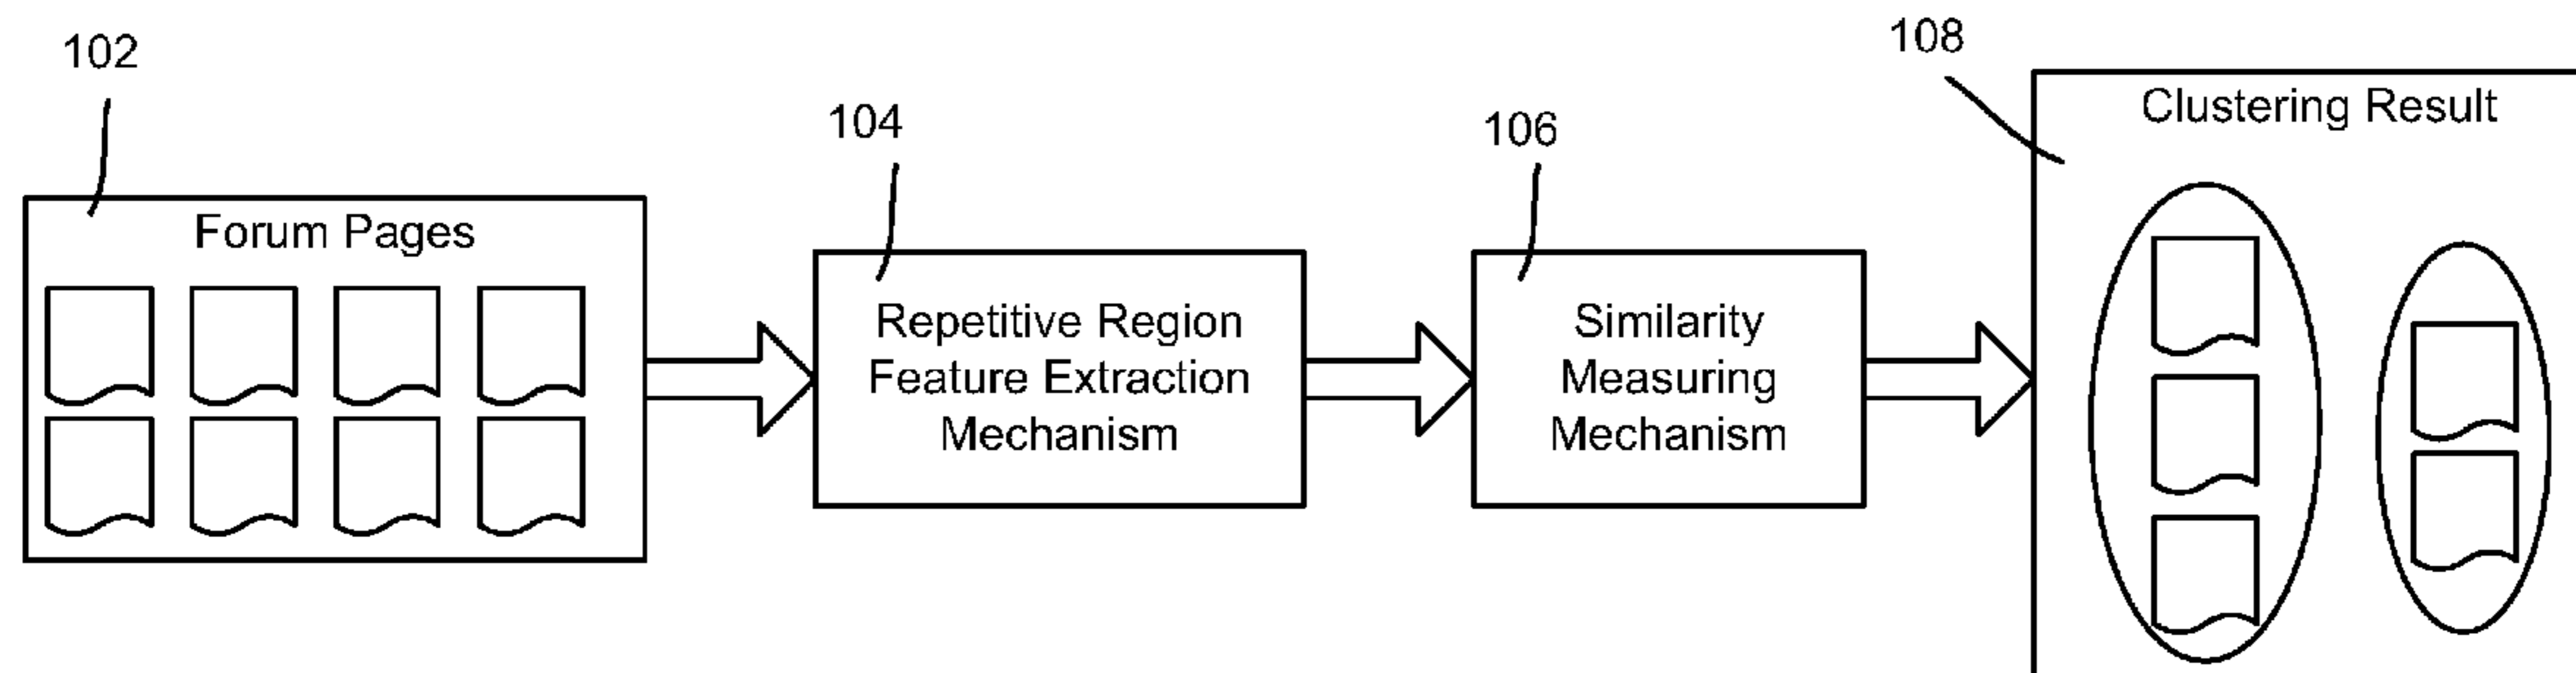 102
Forum Pages
104
Repetitive Region
Feature Extraction
Mechanism
106
Similarity
Measuring
Mechanism
108
Clustering Result